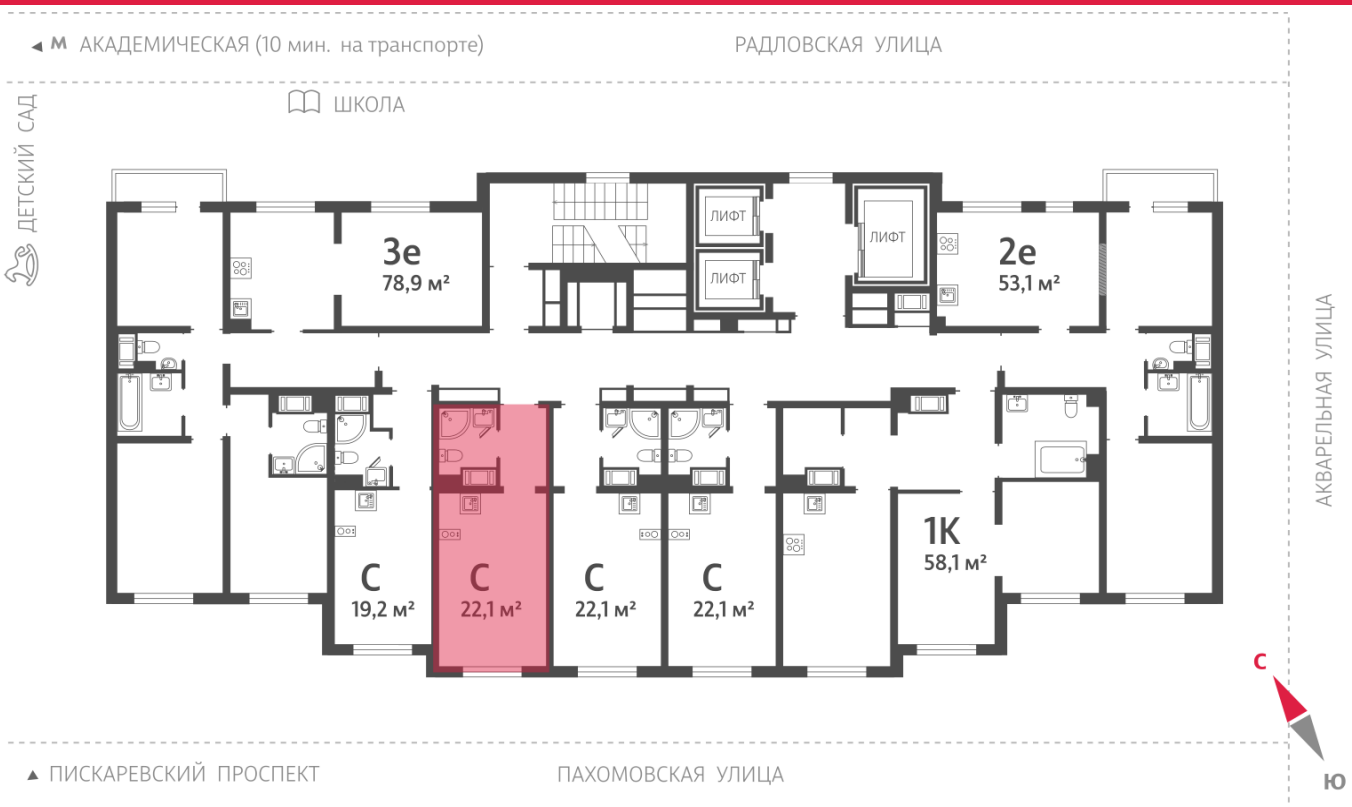 М АКАДЕМИЧЕСКАЯ (10 мин. на транспорте)
РАДЛОВСКАЯ УЛИЦА
ШКОЛА
ДЕТСКИЙ САД
ЛИФТ
ЛИФТ
ЛИФТ
3е
78,9 м²
2е
53,1 м²
АКВАРЕЛЬНАЯ УЛИЦА
1К
58,1 м²
С
19,2 м²
С
22,1 м²
С
22,1 м²
С
22,1 м²
С
Ю
ПИСКАРЕВСКИЙ ПРОСПЕКТ
ПАХОМОВСКАЯ УЛИЦА